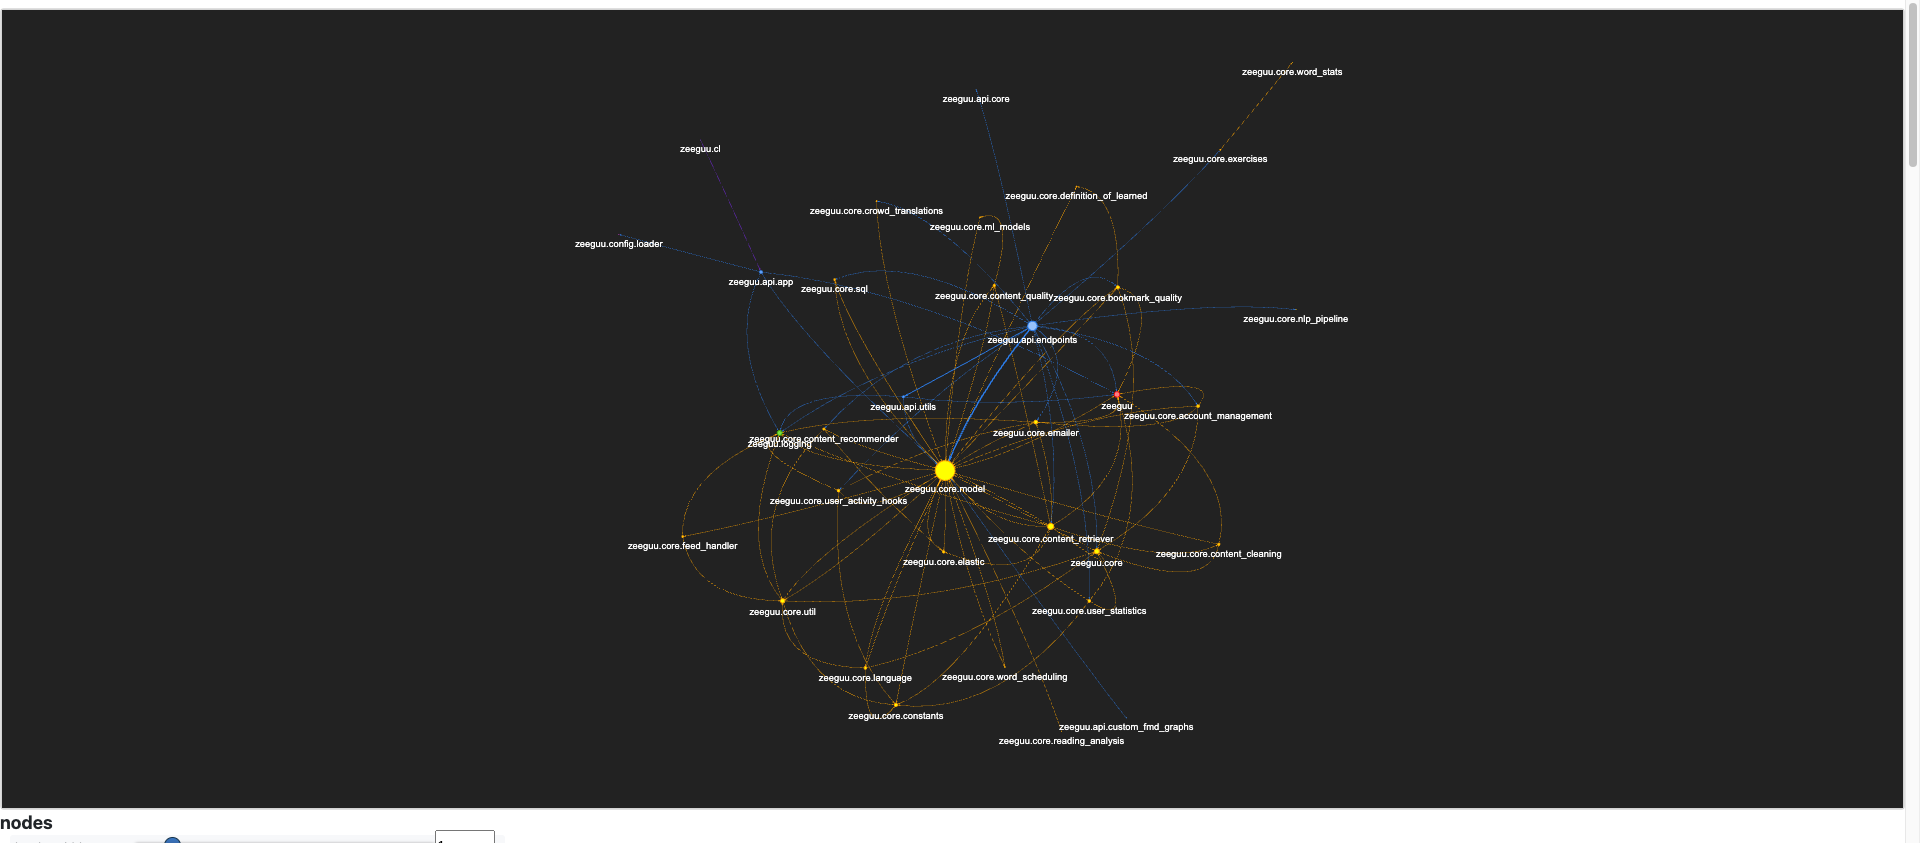 zeeguu.core.word_stats
zeeguu.api.core
zeeguu.cl
zeeguu.core.exercises
zeeguu.core.definition_of_learned
zeeguu.core.crowd_translations
zeeguu.core.ml_models
zeeguu.config.loader
zeeguu.api.app
zeeguu.core.sql
zeeguu.core.content_quality
zeeguu.core.bookmark_quality
zeeguu.core.nlp_pipeline
zeeguu.api.endpoints
zeeguu.api.utils
zeeguu
zeeguu.core.account_management
zeeguu.core.emailer
zeeguu.core.content_recommender
zeeguu.logging
zeeguu.core.model
zeeguu.core.user_activity_hooks
zeeguu.core.content_retriever
zeeguu.core.feed_handler
zeeguu.core.content_cleaning
zeeguu.core.elastic
zeeguu.core
zeeguu.core.util
zeeguu.core.user_statistics
zeeguu.core.language
zeeguu.core.word_scheduling
zeeguu.core.constants
zeeguu.api.custom_fmd_graphs
zeeguu.core.reading_analysis
nodes